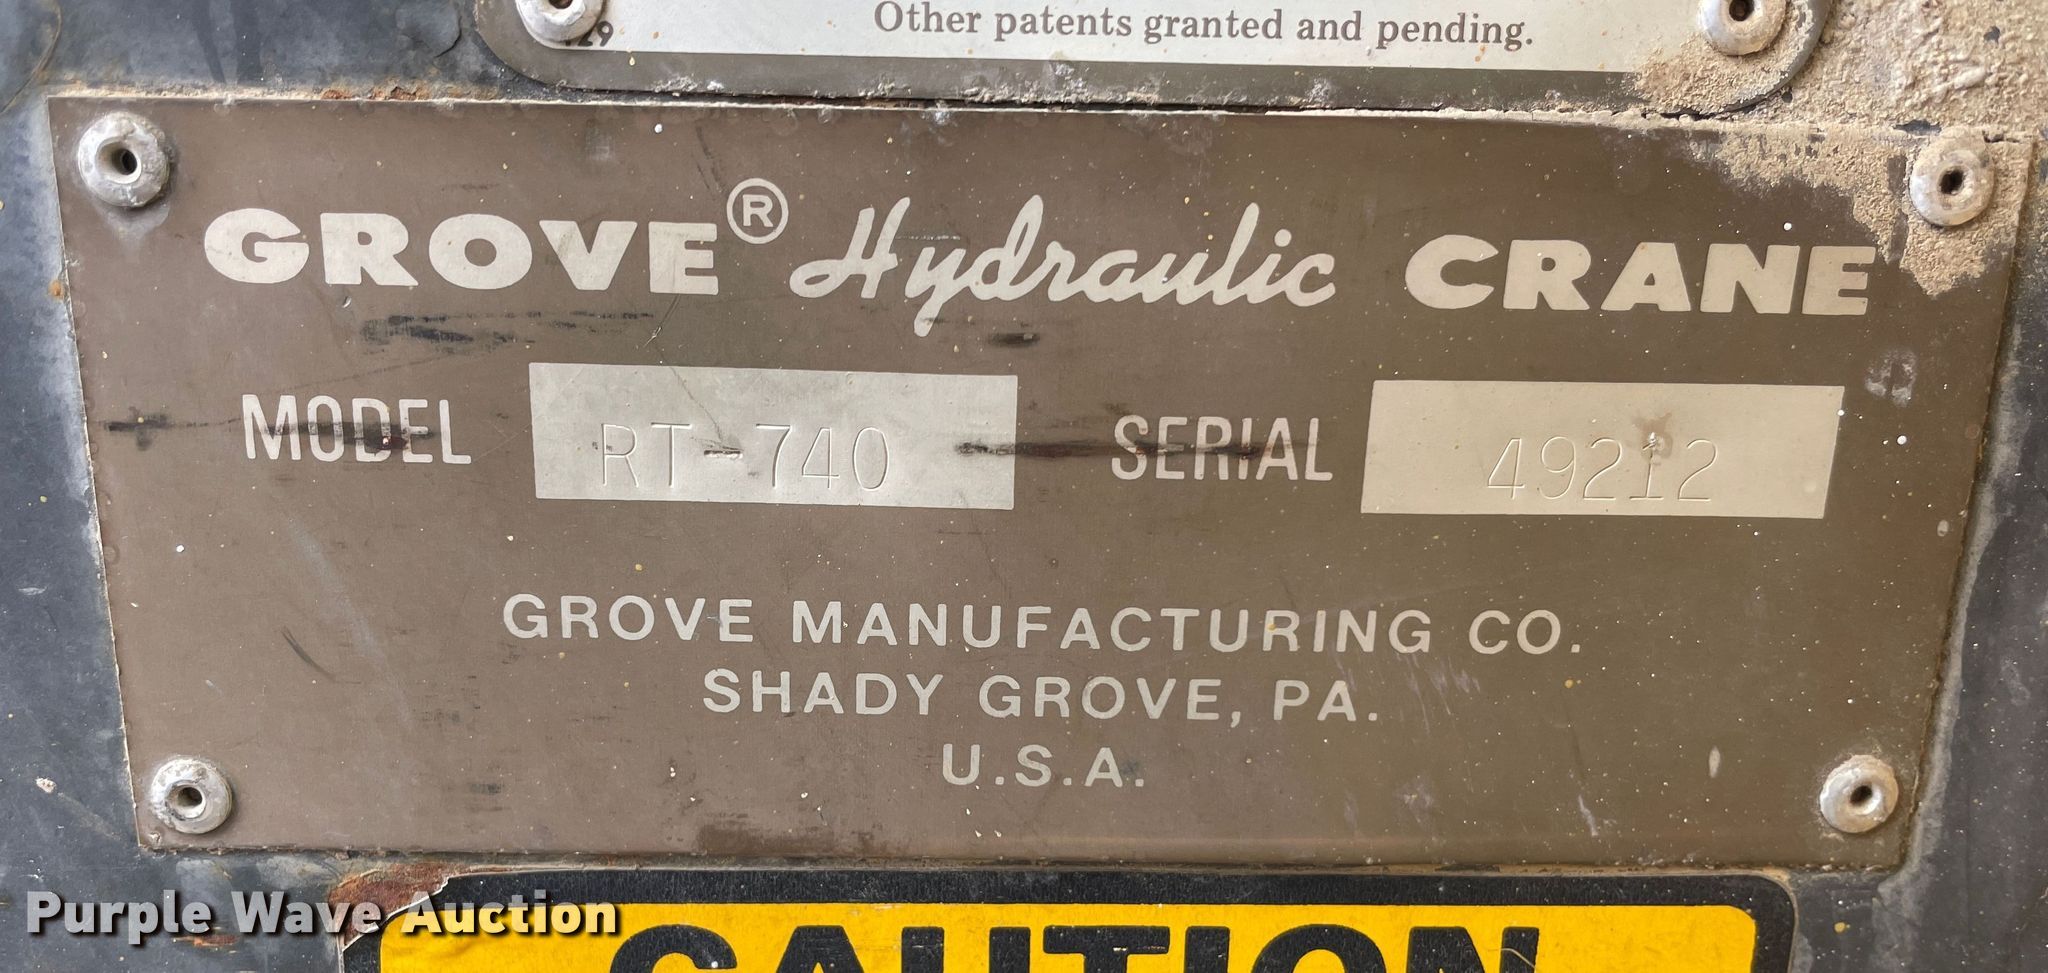 Other patents granted and pending.
GROVE® Hydraulic CRANE
MODEL RT-740 SERIAL 49212
GROVE MANUFACTURING CO.
SHADY GROVE, PA.
U.S.A.
Purple Wave Auction
CAUTION